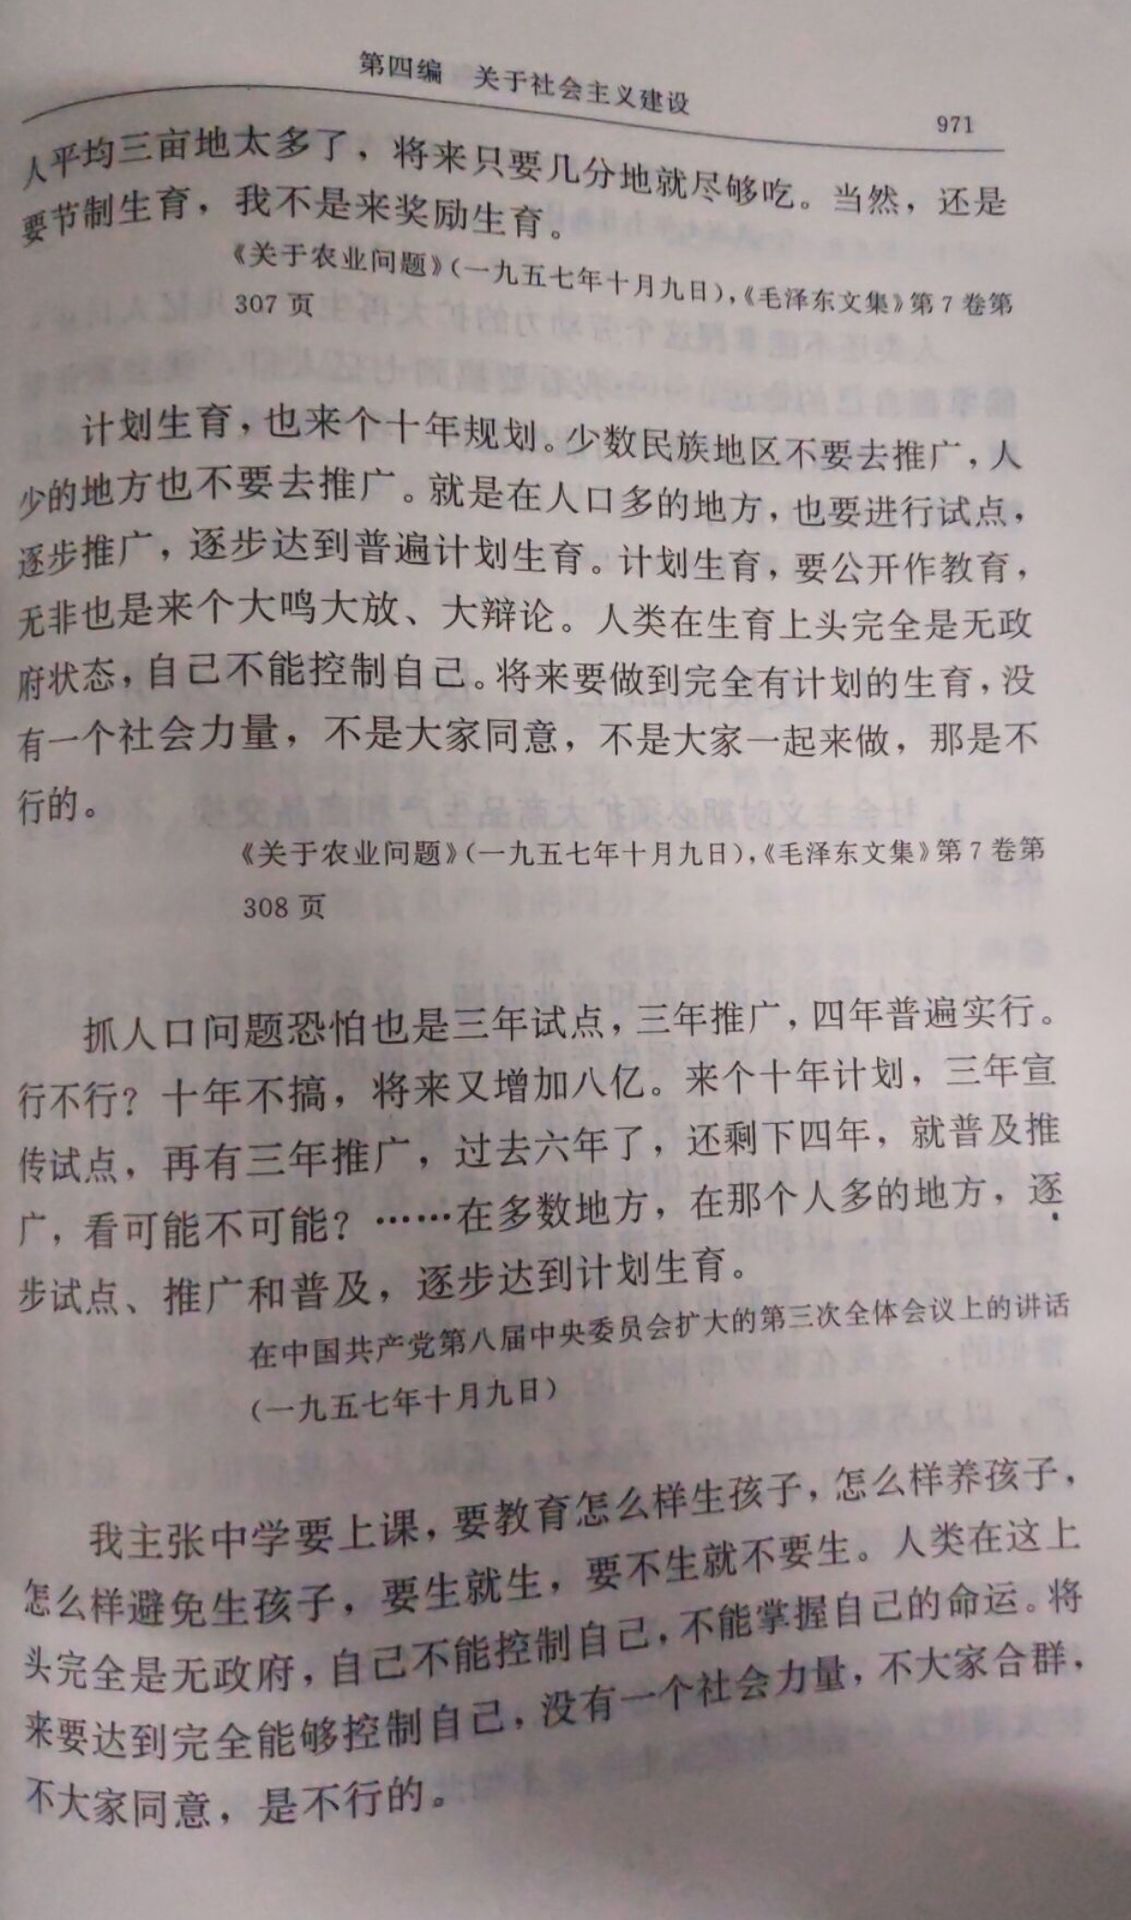 第四编 关于社会主义建设
971
人平均三亩地太多了，将来只要几分地就尽够吃。当然，还是
要节制生育，我不是来奖励生育。
《关于农业问题》（一九五七年十月九日），《毛泽东文集》第7卷第
307页
计划生育，也来个十年规划。少数民族地区不要去推广，人
少的地方也不要去推广。就是在人口多的地方，也要进行试点，
逐步推广，逐步达到普遍计划生育。计划生育，要公开作教育，
无非也是来个大鸣大放、大辩论。人类在生育上头完全是无政
府状态，自己不能控制自己。将来要做到完全有计划的生育，没
有一个社会力量，不是大家同意，不是大家一起来做，那是不
行的。
《关于农业问题》（一九五七年十月九日），《毛泽东文集》第7卷第
308页
抓人口问题恐怕也是三年试点，三年推广，四年普遍实行。
行不行？十年不搞，将来又增加八亿。来个十年计划，三年宣
传试点，再有三年推广，过去六年了，还剩下四年，就普及推
广，看可能不可能？……在多数地方，在那个人多的地方，逐
步试点、推广和普及，逐步达到计划生育。
在中国共产党第八届中央委员会扩大的第三次全体会议上的讲话
（一九五七年十月九日）
我主张中学要上课，要教育怎么样生孩子，怎么样养孩子，
怎么样避免生孩子，要生就生，要不生就不要生。人类在这上
头完全是无政府，自己不能控制自己，不能掌握自己的命运。将
来要达到完全能够控制自己，没有一个社会力量，不大家合群，
不大家同意，是不行的。